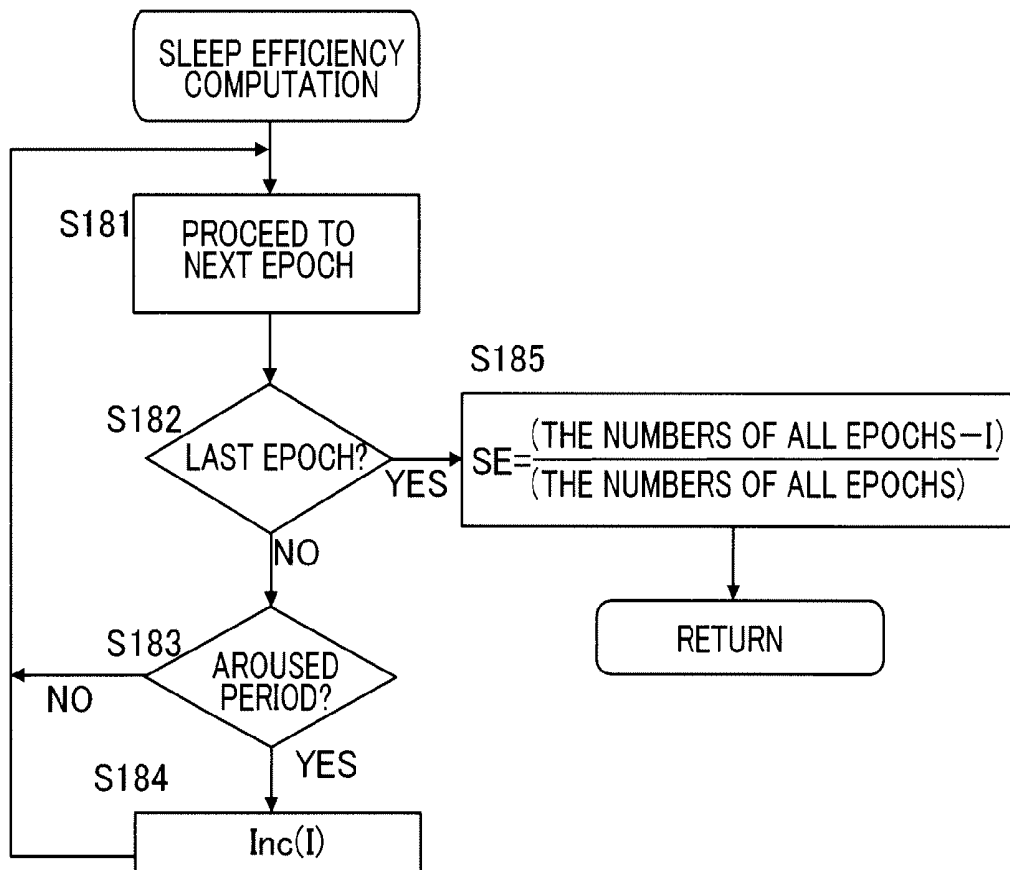 SLEEP EFFICIENCY
COMPUTATION
S181
PROCEED TO
NEXT EPOCH
S182
LAST EPOCH?
YES
NO
S185
SE=(THE NUMBERS OF ALL EPOCHS-I)
(THE NUMBERS OF ALL EPOCHS)
RETURN
S183
AROUSED
PERIOD?
NO
YES
S184
Inc(I)